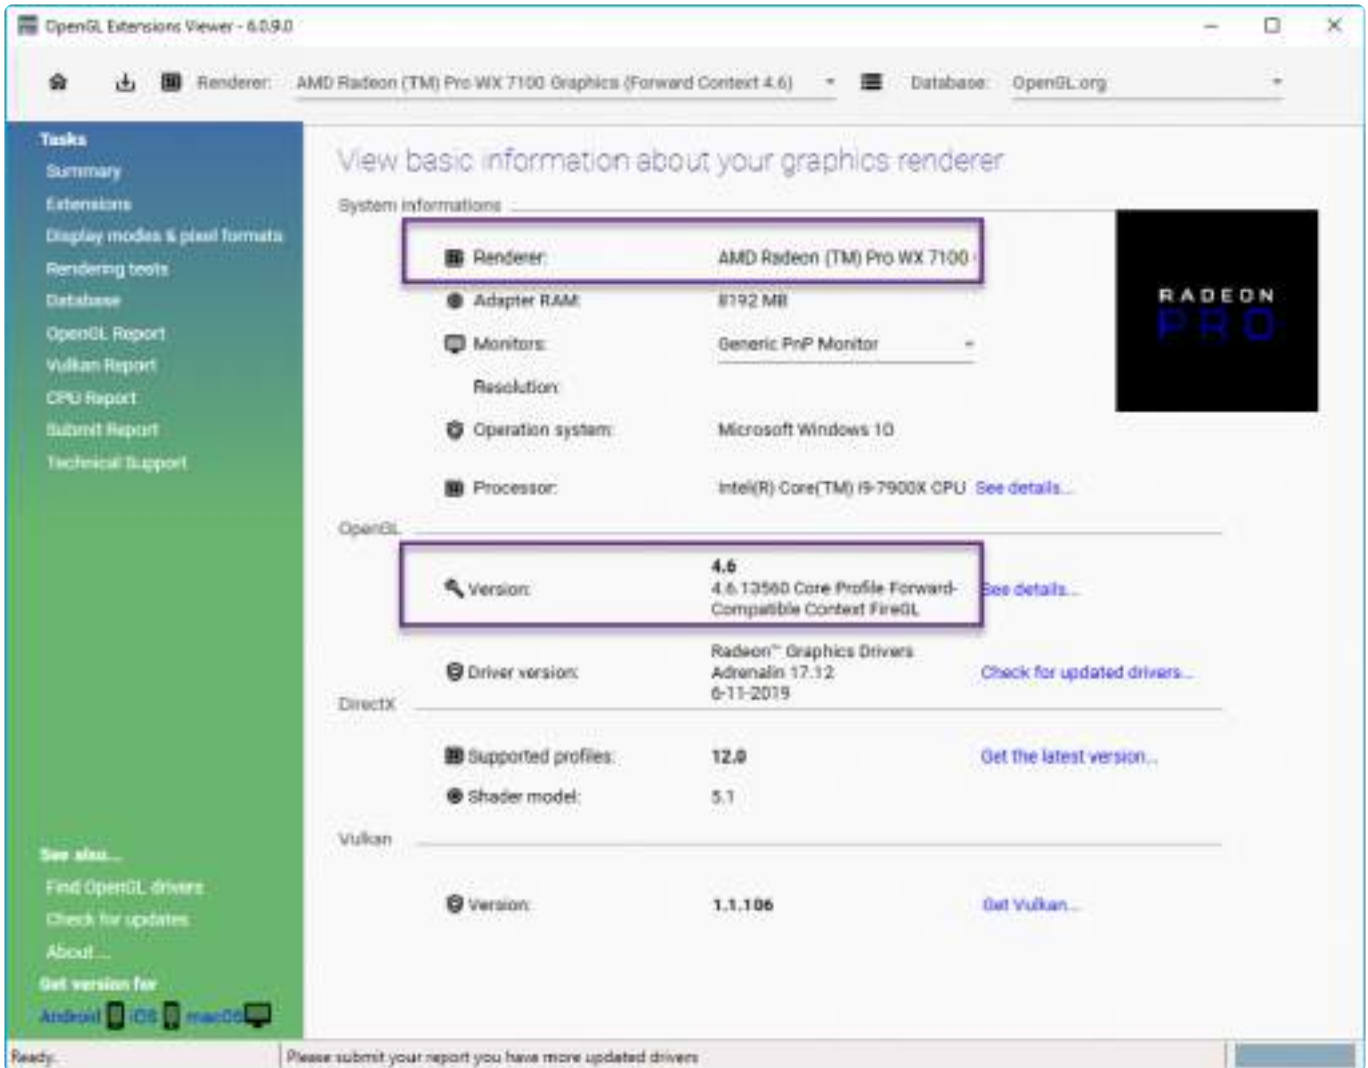 OpenGL Extensions Viewer - 6.0.9.0
Renderer: AMD Radeon (TM) Pro WX 7100 Graphics (Forward Context 4.6) Database: OpenGL.org
Tasks
Summary
Extensions
Display modes & pixel formats
Rendering tests
Database
OpenGL Report
Vulkan Report
CPU Report
Submit Report
Technical Support
See also...
Find OpenGL drivers
Check for updates
About...
Get version for
Android iOS macOS
View basic information about your graphics renderer
System informations
Renderer: AMD Radeon (TM) Pro WX 7100
Adapter RAM: 8192 MB
Monitors: Generic PnP Monitor
Resolution:
Operation system: Microsoft Windows 10
Processor: Intel(R) Core(TM) i9-7900X CPU See details...
RADEON
PRO
OpenGL
Version: 4.6
4.6.13560 Core Profile Forward-
Compatible Context FireGL
See details...
Driver version: Radeon™ Graphics Drivers
Adrenalin 17.12
6-11-2019
Check for updated drivers...
DirectX
Supported profiles: 12.0 Get the latest version...
Shader model: 5.1
Vulkan
Version: 1.1.106 Get Vulkan...
Ready. Please submit your report you have more updated drivers